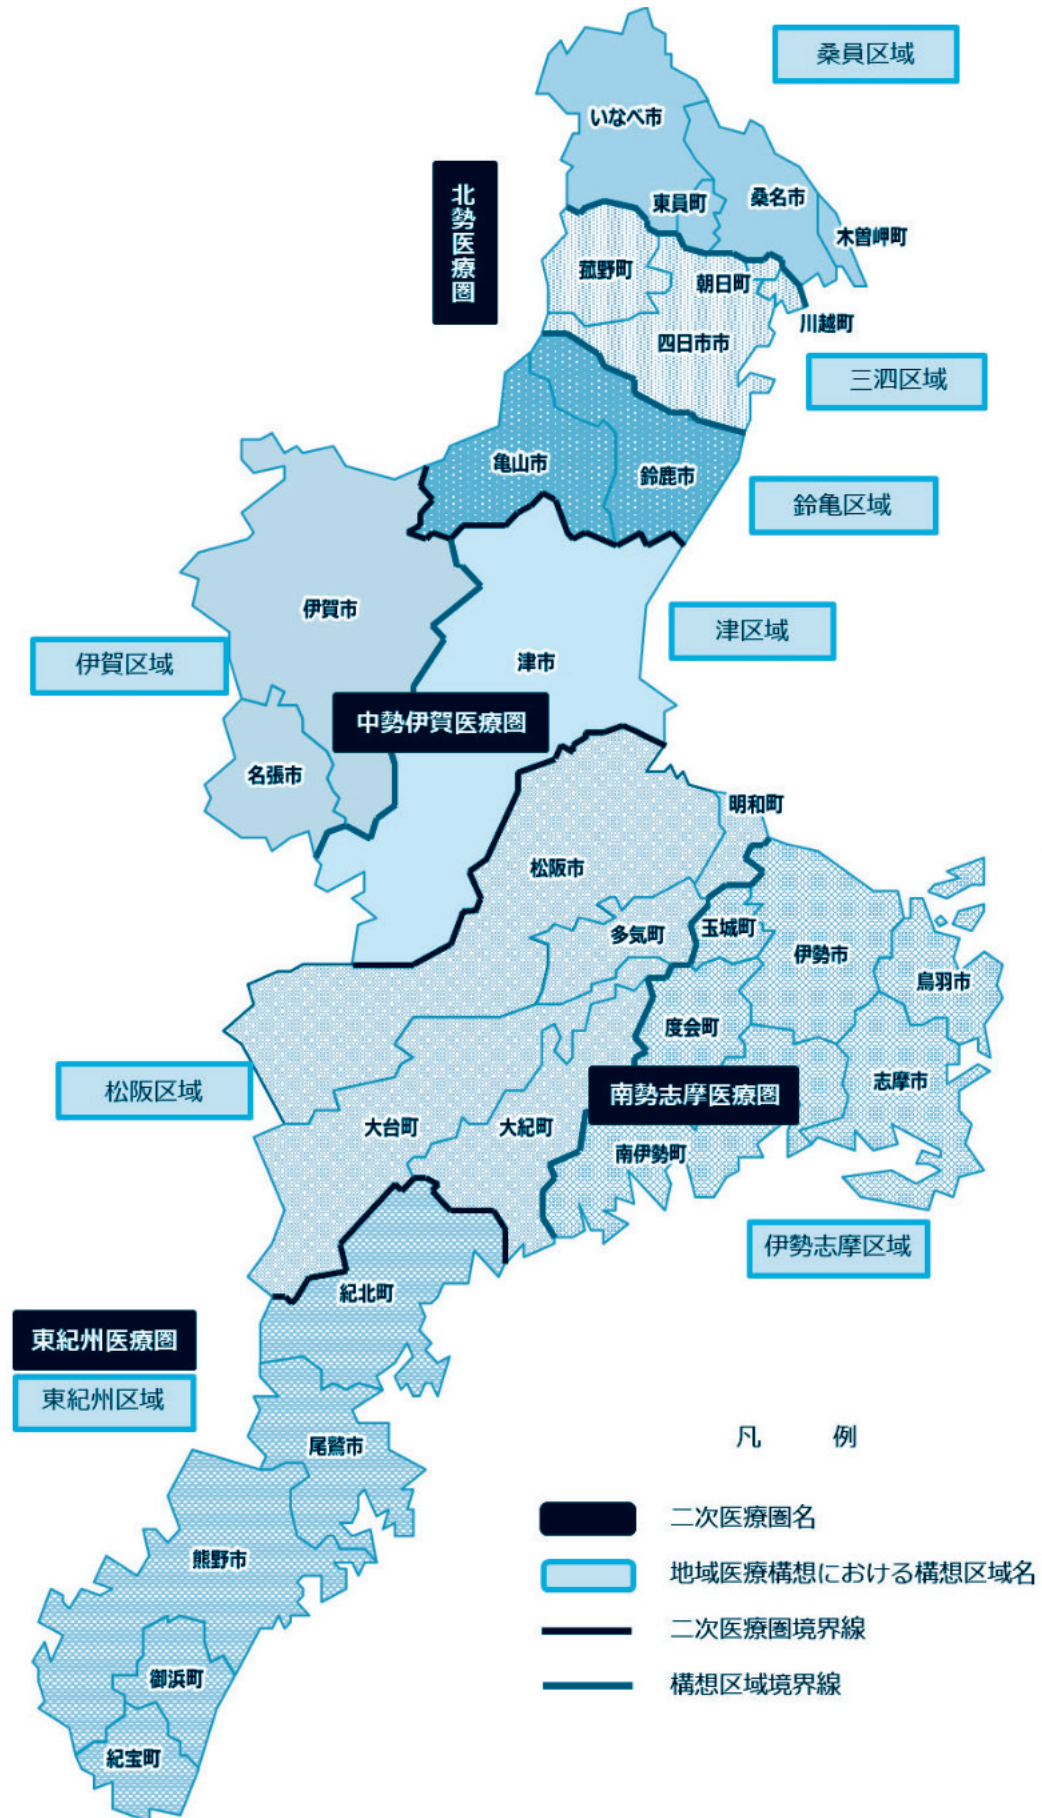 桑員区域
いなべ市
北勢医療圏
東員町
桑名市
木曽岬町
菰野町
朝日町
川越町
四日市市
三泗区域
亀山市
鈴鹿市
鈴亀区域
伊賀市
津区域
伊賀区域
津市
中勢伊賀医療圏
名張市
明和町
松阪市
多気町
玉城町
伊勢市
鳥羽市
度会町
志摩市
松阪区域
南勢志摩医療圏
大台町
大紀町
南伊勢町
伊勢志摩区域
紀北町
東紀州医療圏
東紀州区域
尾鷲市
熊野市
御浜町
紀宝町
凡 例
二次医療圏名
地域医療構想における構想区域名
二次医療圏境界線
構想区域境界線